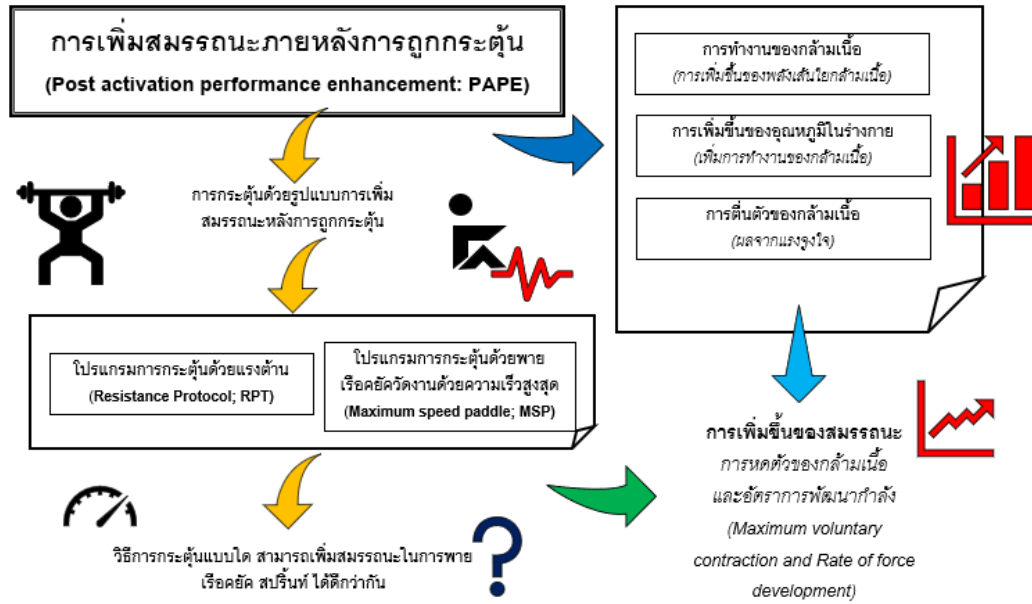 การเพิ่มสมรรถนะภายหลังการถูกกระตุ้น
(Post activation performance enhancement: PAPE)
การกระตุ้นด้วยรูปแบบการเพิ่ม
สมรรถนะหลังการถูกกระตุ้น
โปรแกรมการกระตุ้นด้วยแรงต้าน
(Resistance Protocol; RPT)
โปรแกรมการกระตุ้นด้วยพาย
เรือคยัควัดงานด้วยความเร็วสูงสุด
(Maximum speed paddle; MSP)
วิธีการกระตุ้นแบบใด สามารถเพิ่มสมรรถนะในการพาย
เรือคยัค สปริ้นท์ ได้ดีกว่ากัน
การทำงานของกล้ามเนื้อ
(การเพิ่มขึ้นของพลังเส้นใยกล้ามเนื้อ)
การเพิ่มขึ้นของอุณหภูมิในร่างกาย
(เพิ่มการทำงานของกล้ามเนื้อ)
การตื่นตัวของกล้ามเนื้อ
(ผลจากแรงจูงใจ)
การเพิ่มขึ้นของสมรรถนะ
การหดตัวของกล้ามเนื้อ
และอัตราการพัฒนากำลัง
(Maximum voluntary
contraction and Rate of force
development)